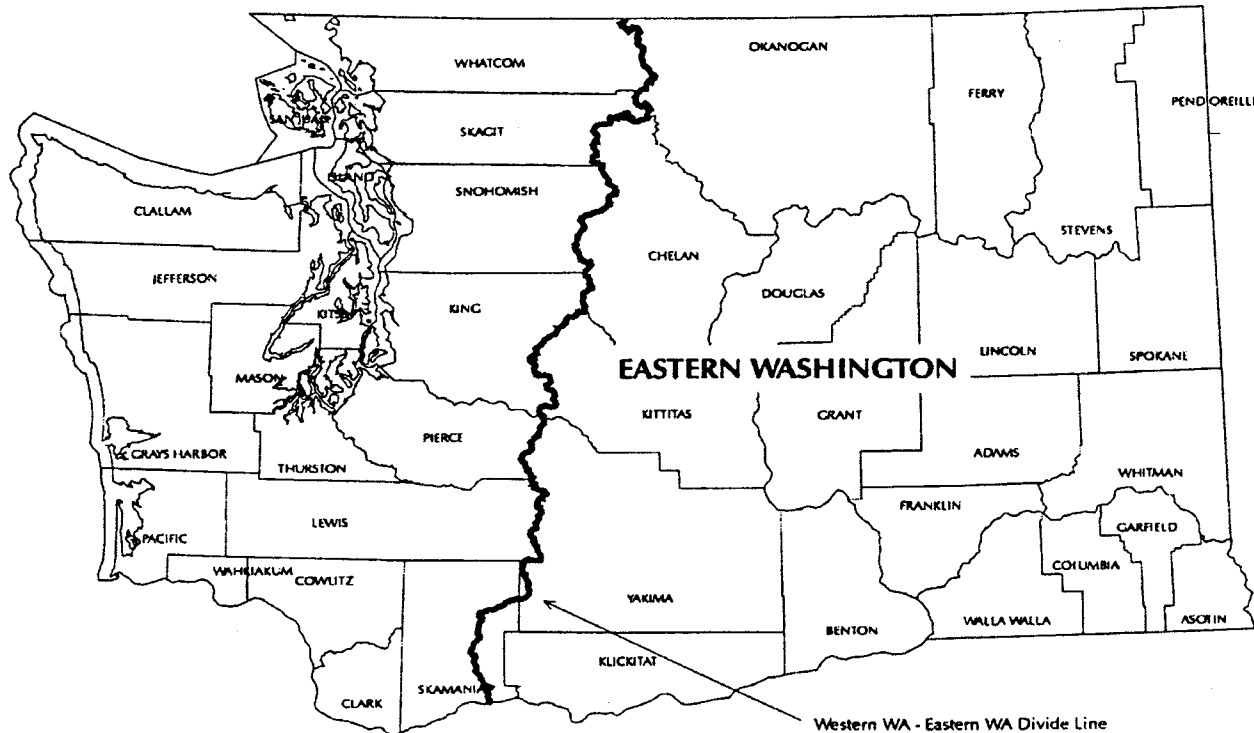 OKANOGAN
WHATCOM
FERRY
PEND OREILLE
SAN JUAN
SKAGIT
ISLAND
SNOHOMISH
CLALLAM
STEVENS
CHELAN
JEFFERSON
DOUGLAS
KING
KITSAP
LINCOLN
SPOKANE
EASTERN WASHINGTON
MASON
KITTITAS
GRANT
PIERCE
GRAYS HARBOR
ADAMS
THURSTON
WHITMAN
FRANKLIN
LEWIS
GARFIELD
PACIFIC
COLUMBIA
WAHKIAKUM
COWLITZ
YAKIMA
WALLA WALLA
ASOTIN
BENTON
KLICKITAT
SKAMANIA
CLARK
Western WA - Eastern WA Divide Line